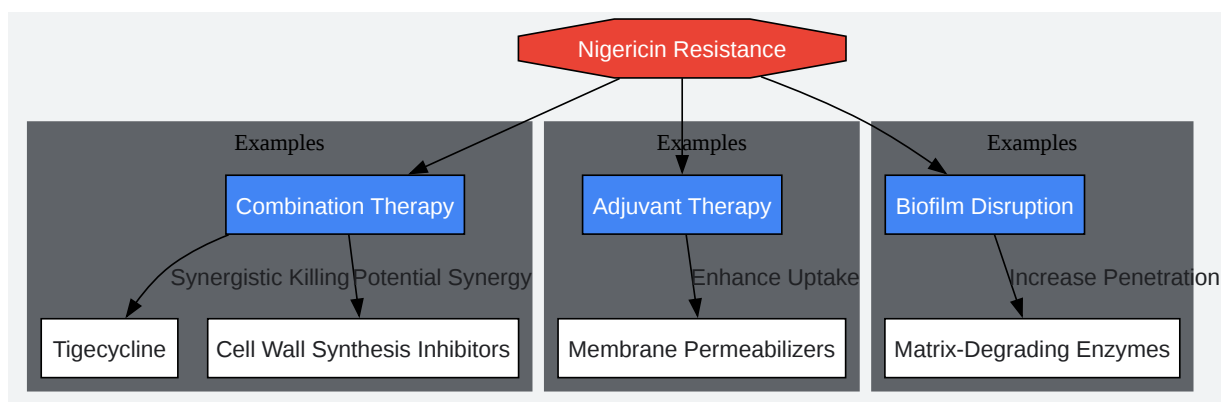 Nigericin Resistance
Examples
Examples
Examples
Combination Therapy
Adjuvant Therapy
Biofilm Disruption
Synergistic Killing
Potential Synergy
Enhance Uptake
Increase Penetration
Tigecycline
Cell Wall Synthesis Inhibitors
Membrane Permeabilizers
Matrix-Degrading Enzymes